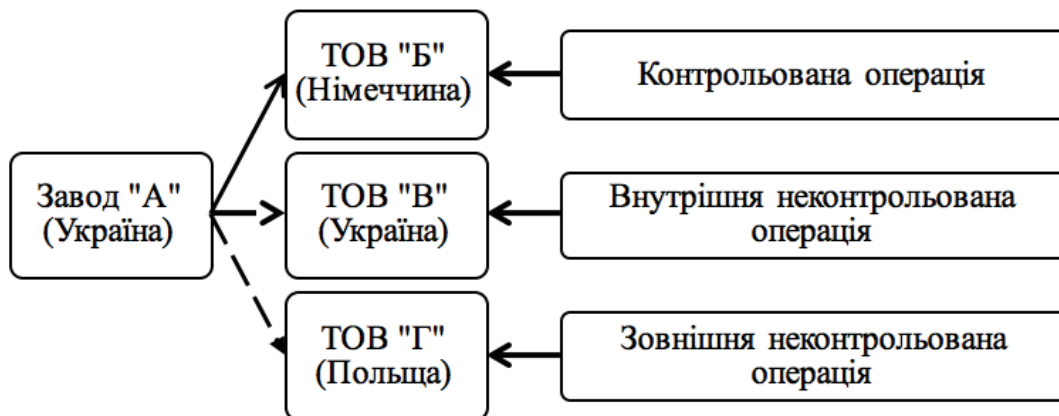 ТОВ "Б"
(Німеччина)
Контрольована операція
Завод "А"
(Україна)
ТОВ "В"
(Україна)
Внутрішня неконтрольована
операція
ТОВ "Г"
(Польща)
Зовнішня неконтрольована
операція